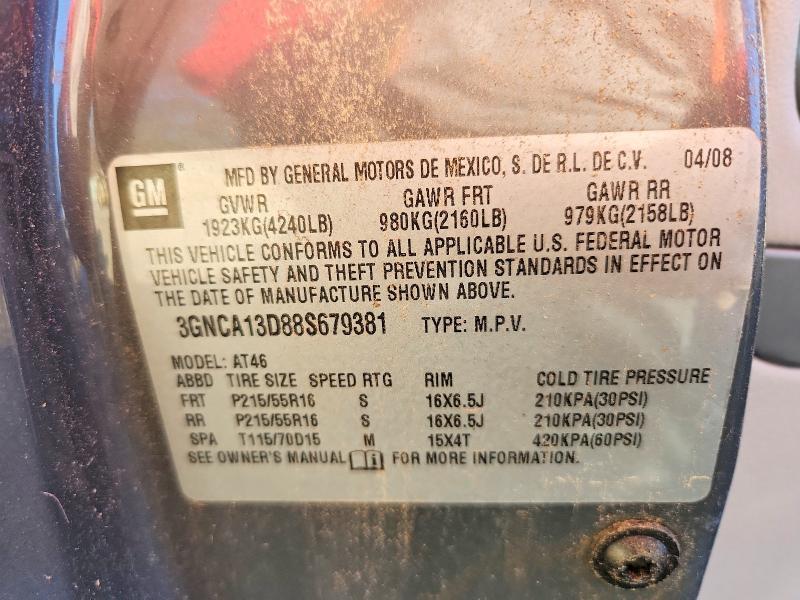 GM® MFD BY GENERAL MOTORS DE MEXICO, S. DE R.L. DE C.V. 04/08
GVWR GAWR FRT GAWR RR
1923KG(4240LB) 980KG(2160LB) 979KG(2158LB)
THIS VEHICLE CONFORMS TO ALL APPLICABLE U.S. FEDERAL MOTOR
VEHICLE SAFETY AND THEFT PREVENTION STANDARDS IN EFFECT ON
THE DATE OF MANUFACTURE SHOWN ABOVE.
3GNCA13D88S679381 TYPE: M.P.V.
MODEL: AT46
ABBD TIRE SIZE SPEED RTG RIM COLD TIRE PRESSURE
FRT P215/55R16 S 16X6.5J 210KPA(30PSI)
RR P215/55R16 S 16X6.5J 210KPA(30PSI)
SPA T115/70D15 M 15X4T 420KPA(60PSI)
SEE OWNER'S MANUAL FOR MORE INFORMATION.